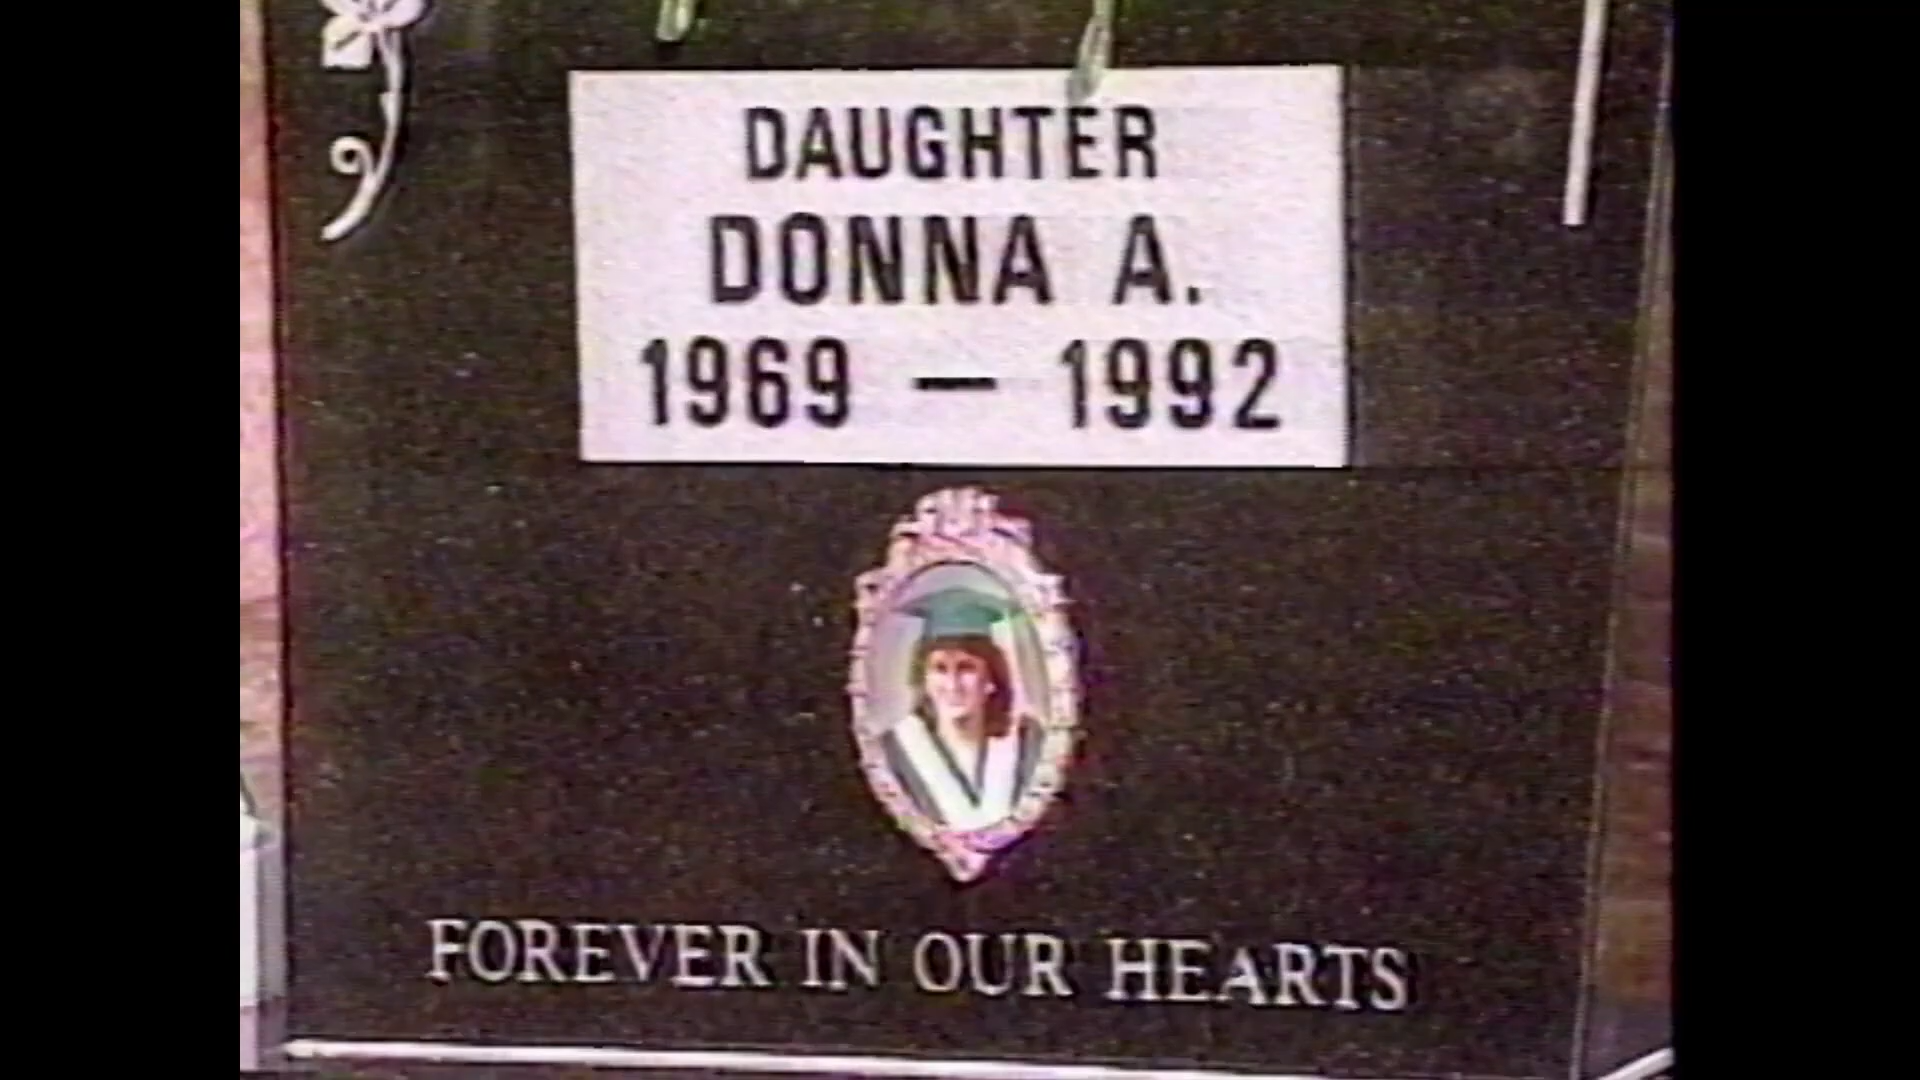 DAUGHTER
DONNA A.
1969 — 1992
FOREVER IN OUR HEARTS